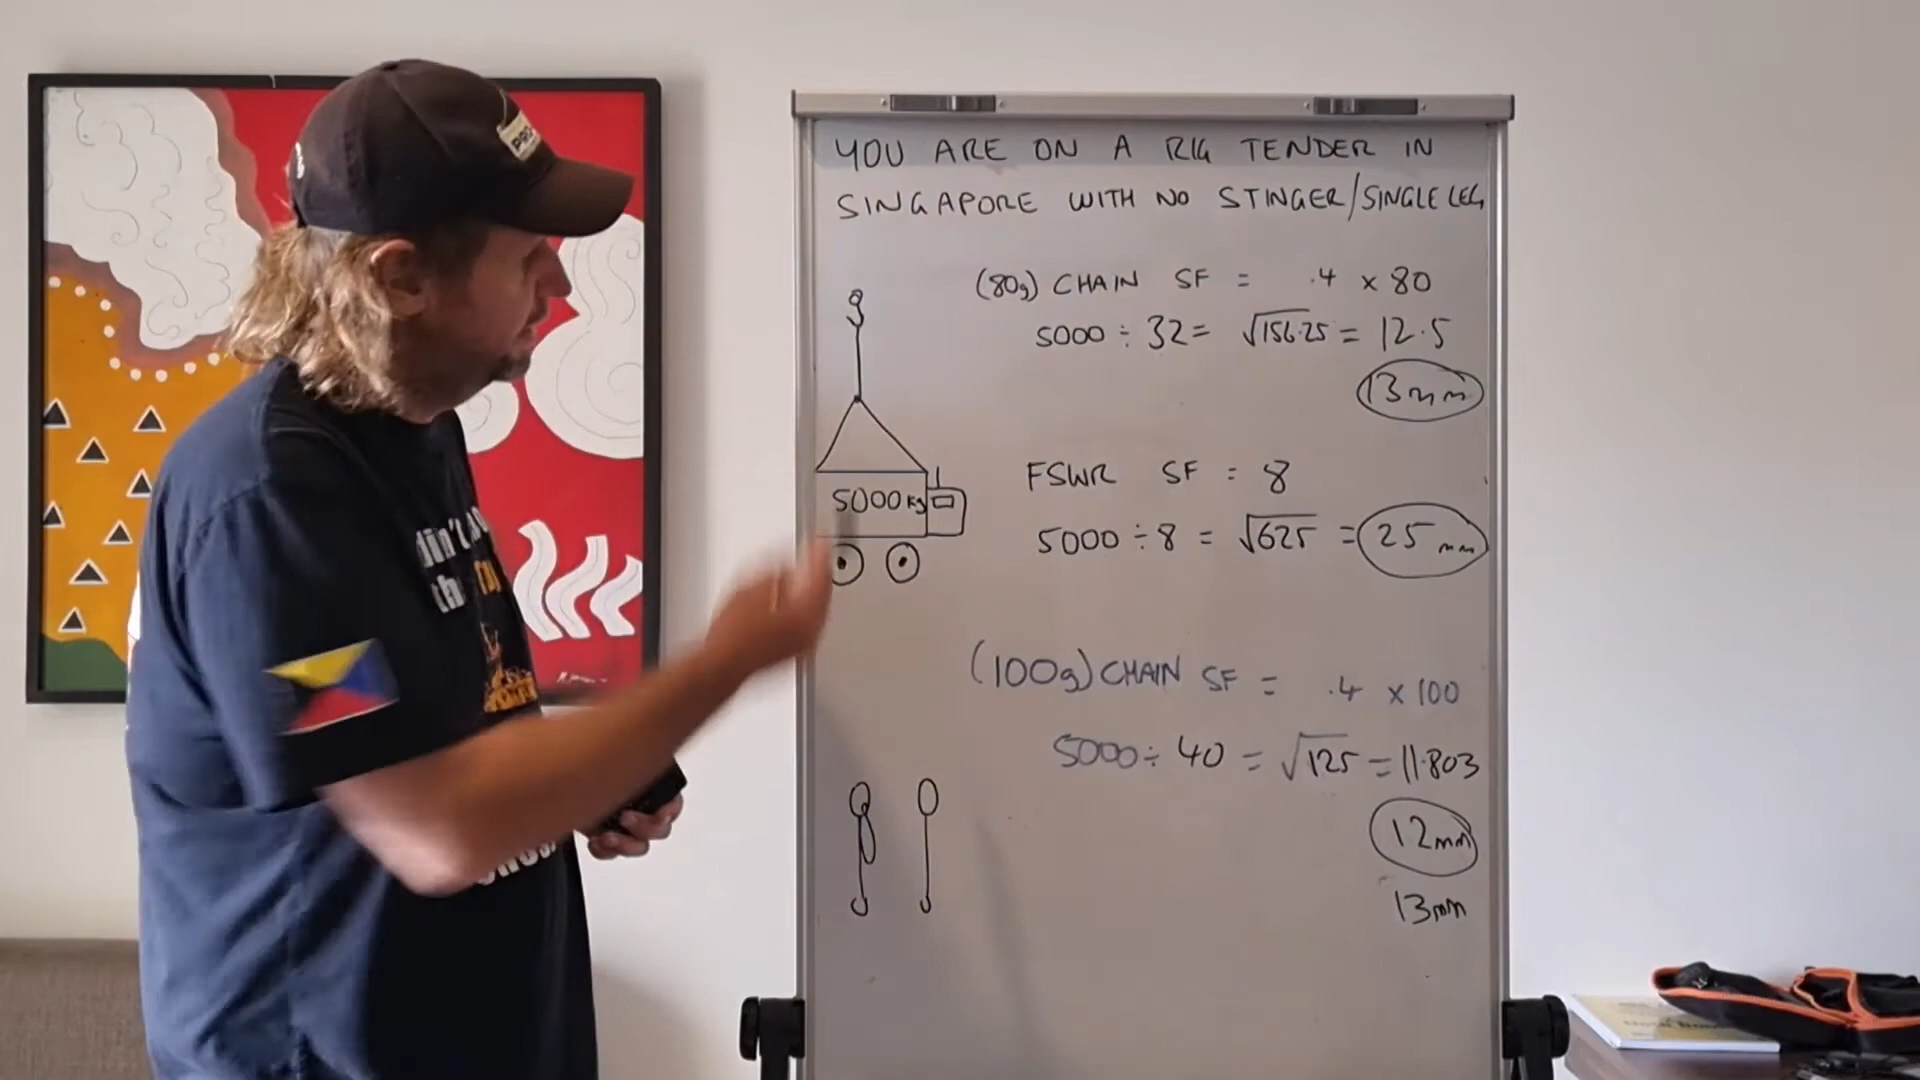 YOU ARE ON A RIG TENDER IN
SINGAPORE WITH NO STINGER/SINGLE LEG
(80g) CHAIN SF = .4 x 80
5000 ÷ 32 = √156.25 = 12.5
13mm
5000 kg
FSWR SF = 8
5000 ÷ 8 = √625 = 25 mm
(100g) CHAIN SF = .4 x 100
5000 ÷ 40 = √125 = 11.803
12mm
13mm